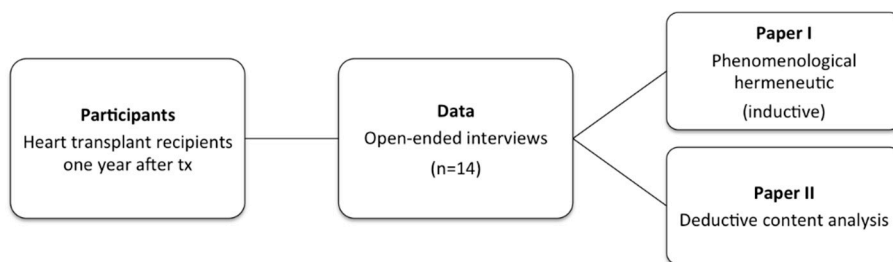 Participants
Heart transplant recipients
one year after tx
Data
Open-ended interviews
(n=14)
Paper I
Phenomenological
hermeneutic
(inductive)
Paper II
Deductive content analysis